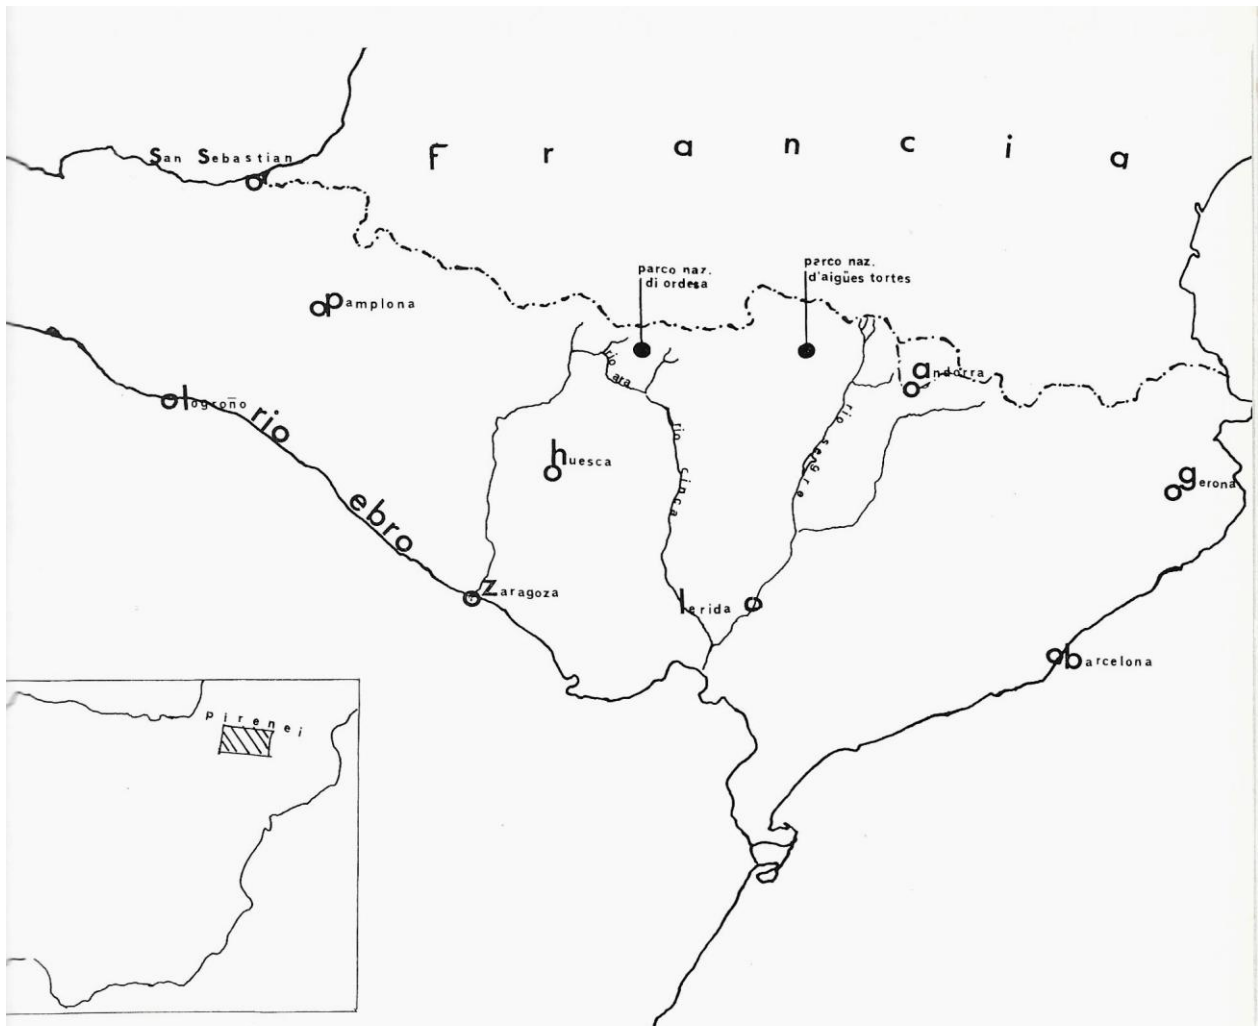 San Sebastian
Francia
parco naz.
di ordesa
parco naz.
d'aigües tortes
pamplona
andorra
rio
ara
logroño
rio ebro
rio cinca
rio segre
huesca
gerona
Zaragoza
lerida
barcelona
pirenei